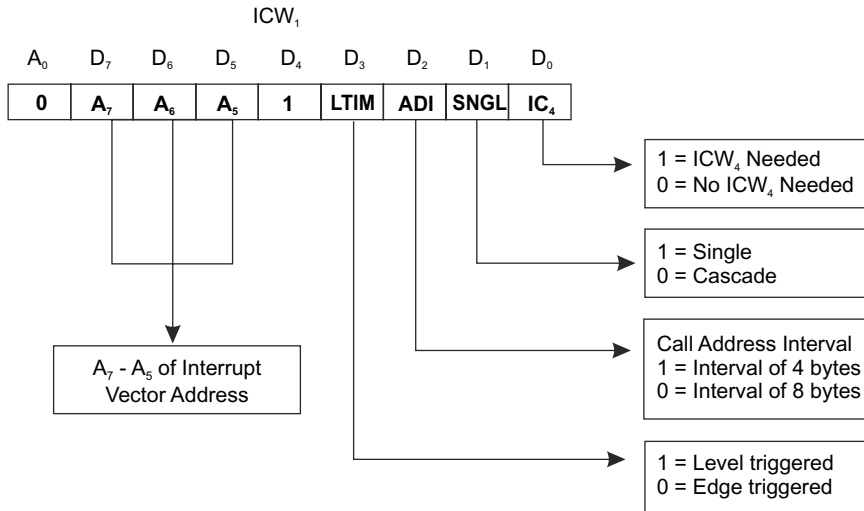 ICW₁
A₀ D₇ D₆ D₅ D₄ D₃ D₂ D₁ D₀
0 A₇ A₆ A₅ 1 LTIM ADI SNGL IC₄
1 = ICW₄ Needed
0 = No ICW₄ Needed
1 = Single
0 = Cascade
Call Address Interval
1 = Interval of 4 bytes
0 = Interval of 8 bytes
A₇ - A₅ of Interrupt
Vector Address
1 = Level triggered
0 = Edge triggered